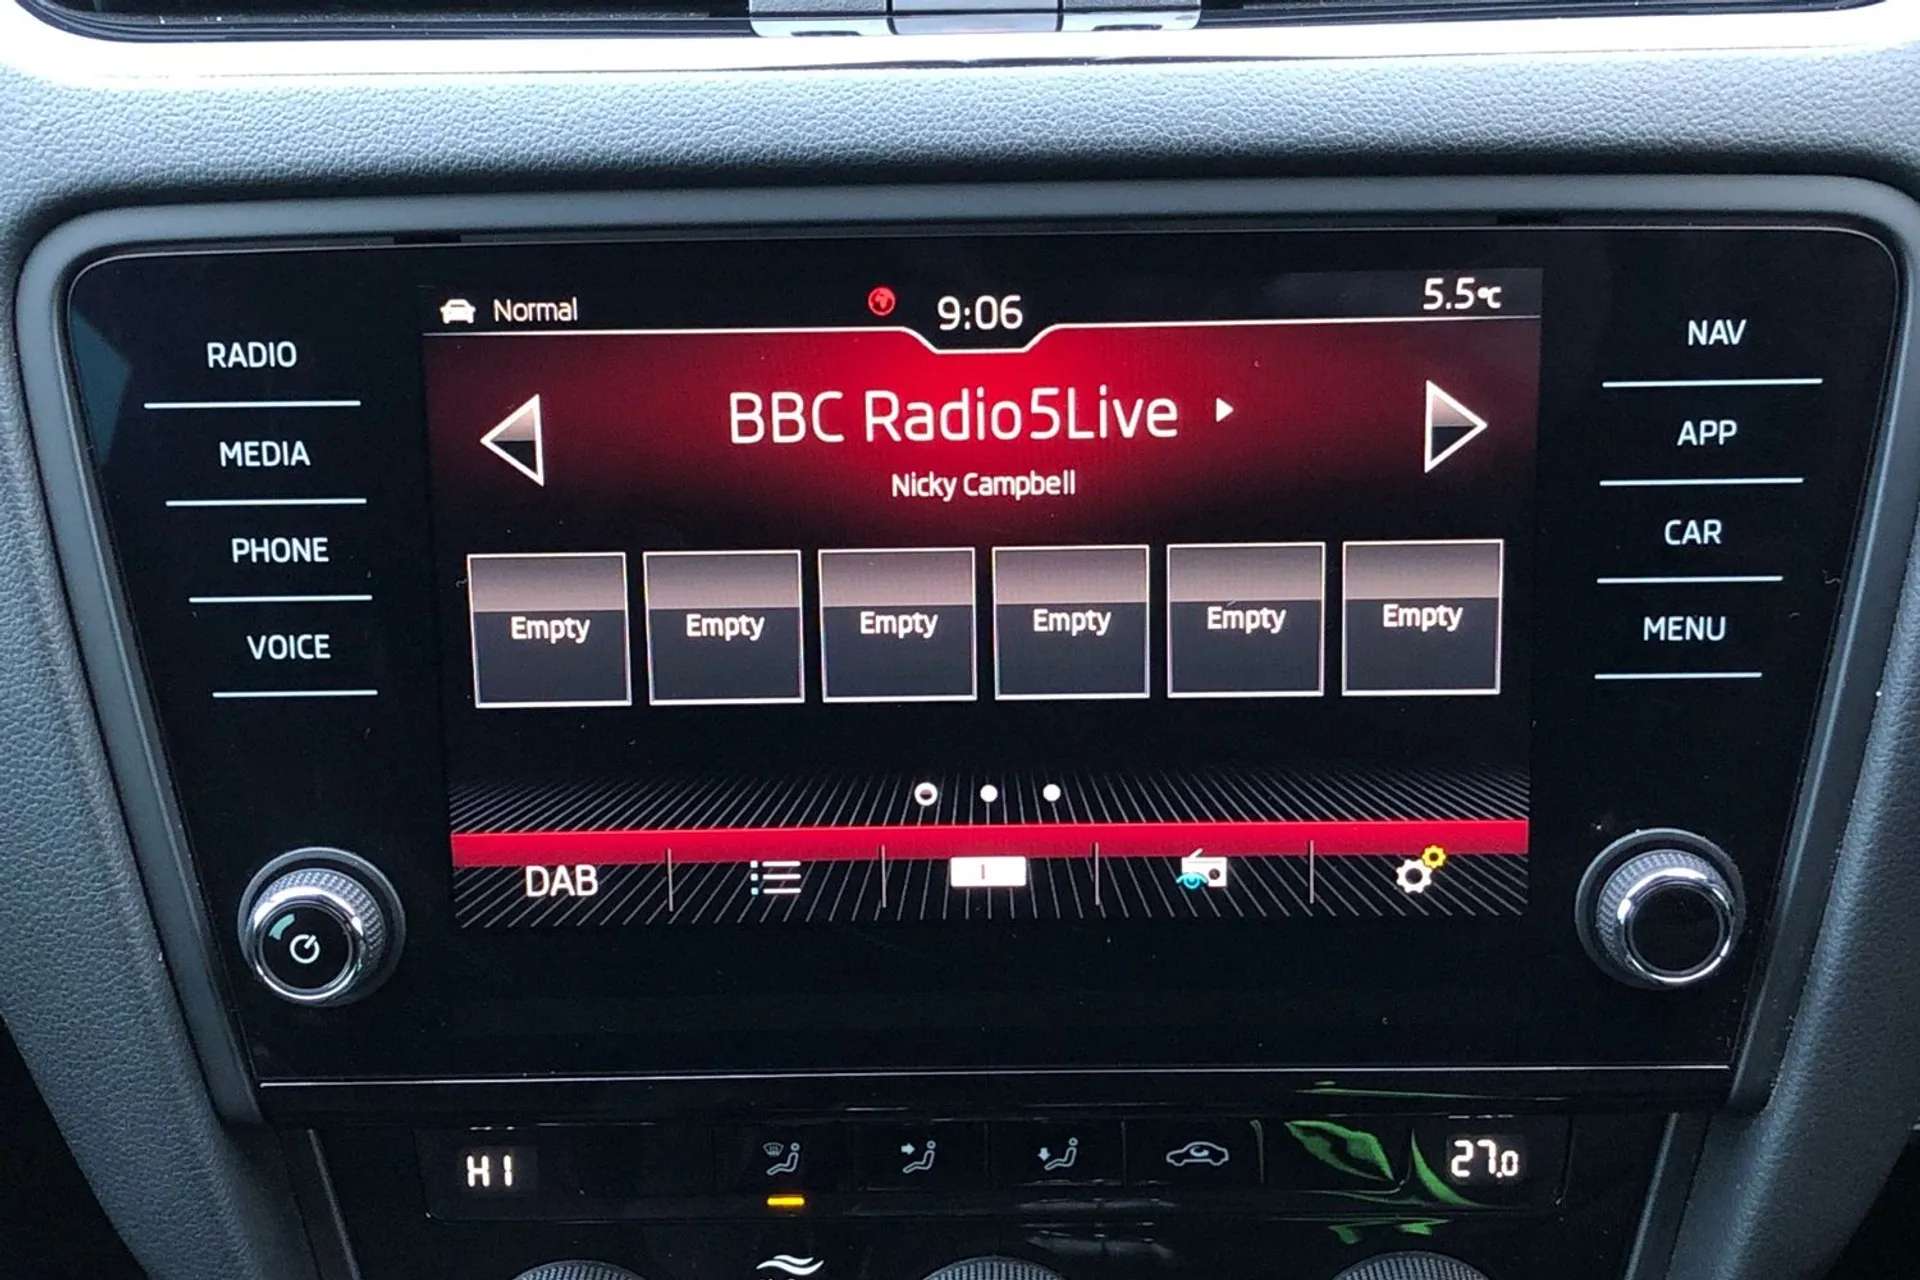 Normal
9:06
5.5°C
RADIO
MEDIA
PHONE
VOICE
BBC Radio5Live
Nicky Campbell
Empty
Empty
Empty
Empty
Empty
Empty
DAB
NAV
APP
CAR
MENU
HI
27.0